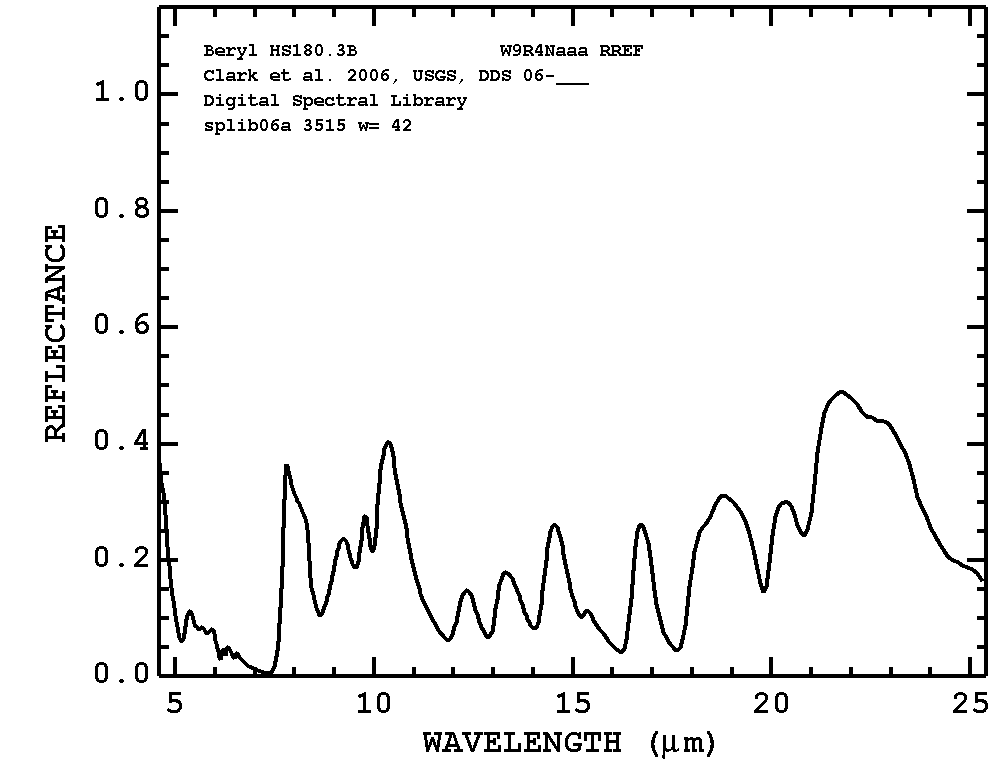 Beryl HS180.3B W9R4Naaa RREF
Clark et al. 2006, USGS, DDS 06-___
Digital Spectral Library
splib06a 3515 w= 42
1.0
0.8
0.6
0.4
0.2
0.0
REFLECTANCE
5 10 15 20 25
WAVELENGTH (μm)